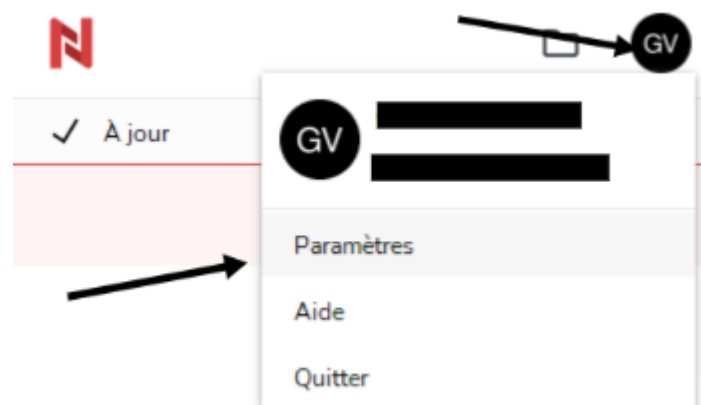 N
GV
À jour
GV
Paramètres
Aide
Quitter